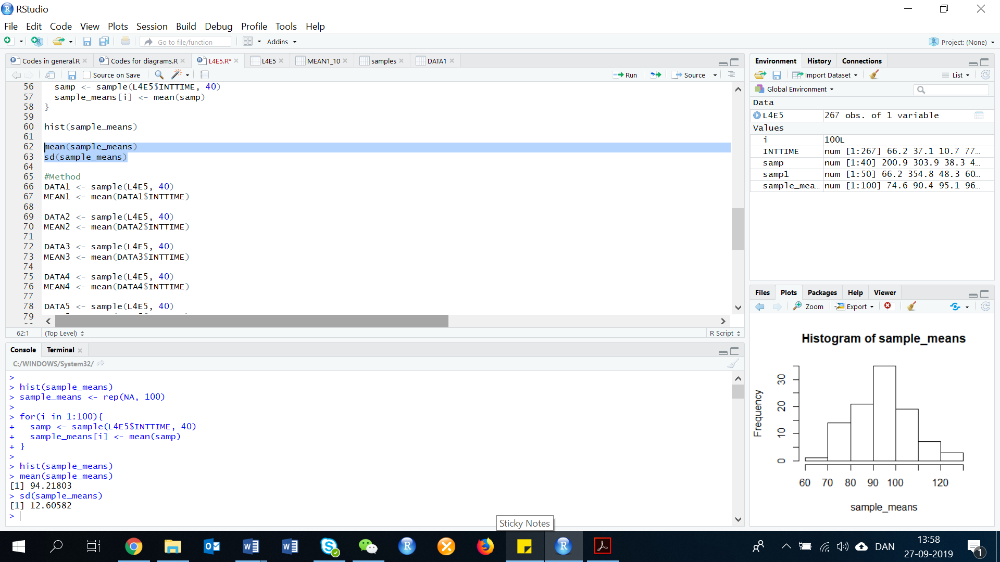 RStudio
File Edit Code View Plots Session Build Debug Profile Tools Help
Go to file/function Addins Project: (None)
Codes in general.R Codes for diagrams.R L4E5.R* L4E5 MEAN1_10 samples DATA1
Source on Save Run Source
56 samp <- sample(L4E5$INTTIME, 40)
57 sample_means[i] <- mean(samp)
58 }
59
60 hist(sample_means)
61
62 mean(sample_means)
63 sd(sample_means)
64
65 #Method
66 DATA1 <- sample(L4E5, 40)
67 MEAN1 <- mean(DATA1$INTTIME)
68
69 DATA2 <- sample(L4E5, 40)
70 MEAN2 <- mean(DATA2$INTTIME)
71
72 DATA3 <- sample(L4E5, 40)
73 MEAN3 <- mean(DATA3$INTTIME)
74
75 DATA4 <- sample(L4E5, 40)
76 MEAN4 <- mean(DATA4$INTTIME)
77
78 DATA5 <- sample(L4E5, 40)
79
62:1 (Top Level) R Script
Console Terminal
C:/WINDOWS/System32/
>
> hist(sample_means)
> sample_means <- rep(NA, 100)
>
> for(i in 1:100){
+ samp <- sample(L4E5$INTTIME, 40)
+ sample_means[i] <- mean(samp)
+ }
>
> hist(sample_means)
> mean(sample_means)
[1] 94.21803
> sd(sample_means)
[1] 12.60582
>
Environment History Connections
Import Dataset List
Global Environment
Data
L4E5 267 obs. of 1 variable
Values
i 100L
INTTIME num [1:267] 66.2 37.1 10.7 77…
samp num [1:40] 200.9 303.9 38.3 4…
samp1 num [1:50] 66.2 354.8 48.3 60…
sample_mea… num [1:100] 74.6 90.4 95.1 96…
Files Plots Packages Help Viewer
Zoom Export
Histogram of sample_means
Frequency
30
20
10
0
60 70 80 90 100 120
sample_means
Sticky Notes
DAN
13:58
27-09-2019
1